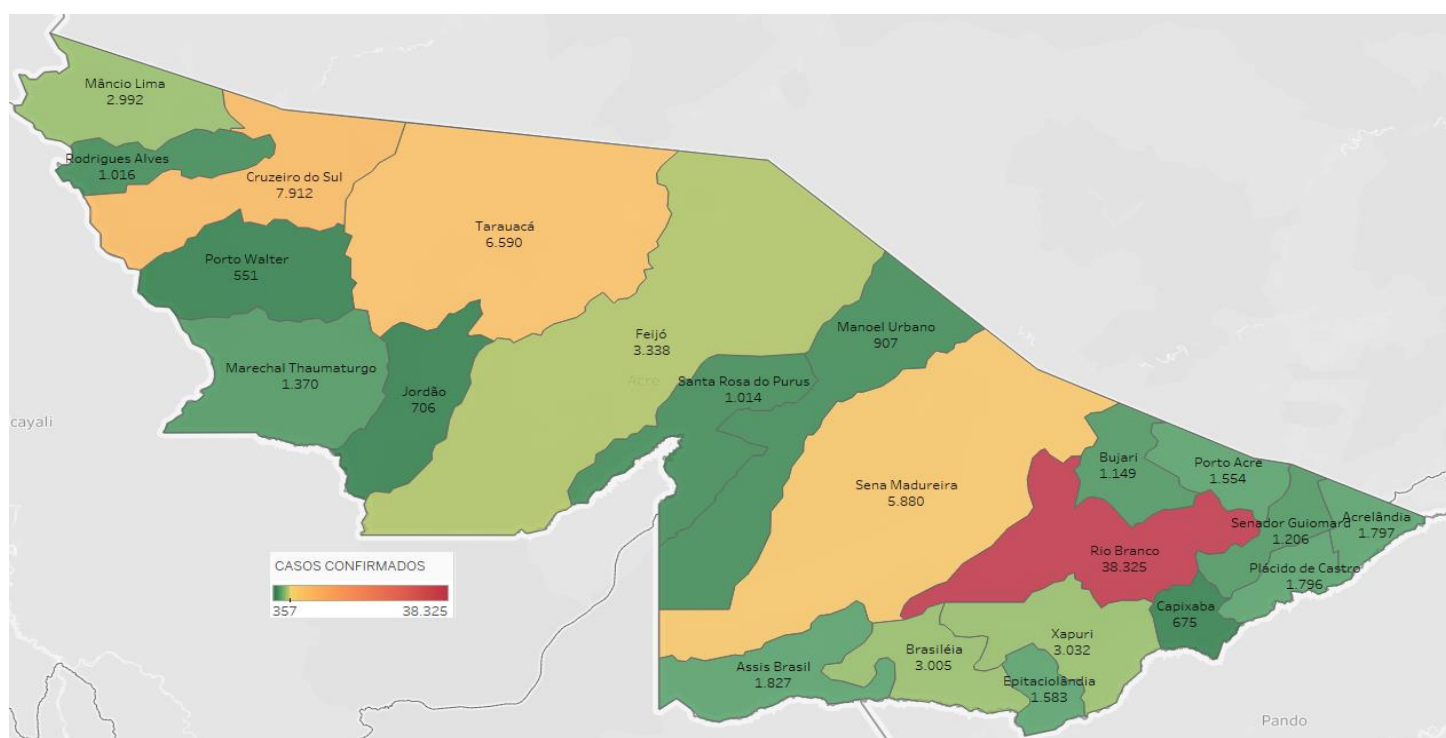 Mâncio Lima
2.992
Rodrigues Alves
1.016
Cruzeiro do Sul
7.912
Tarauacá
6.590
Porto Walter
551
Feijó
3.338
Manoel Urbano
907
Marechal Thaumaturgo
1.370
Jordão
706
Santa Rosa do Purus
1.014
Acre
cayali
Bujari
1.149
Porto Acre
1.554
Sena Madureira
5.880
Senador Guiomard
1.206
Acrelândia
1.797
Rio Branco
38.325
Plácido de Castro
1.796
CASOS CONFIRMADOS
357
38.325
Capixaba
675
Xapuri
3.032
Brasiléia
3.005
Assis Brasil
1.827
Epitaciolândia
1.583
Pando